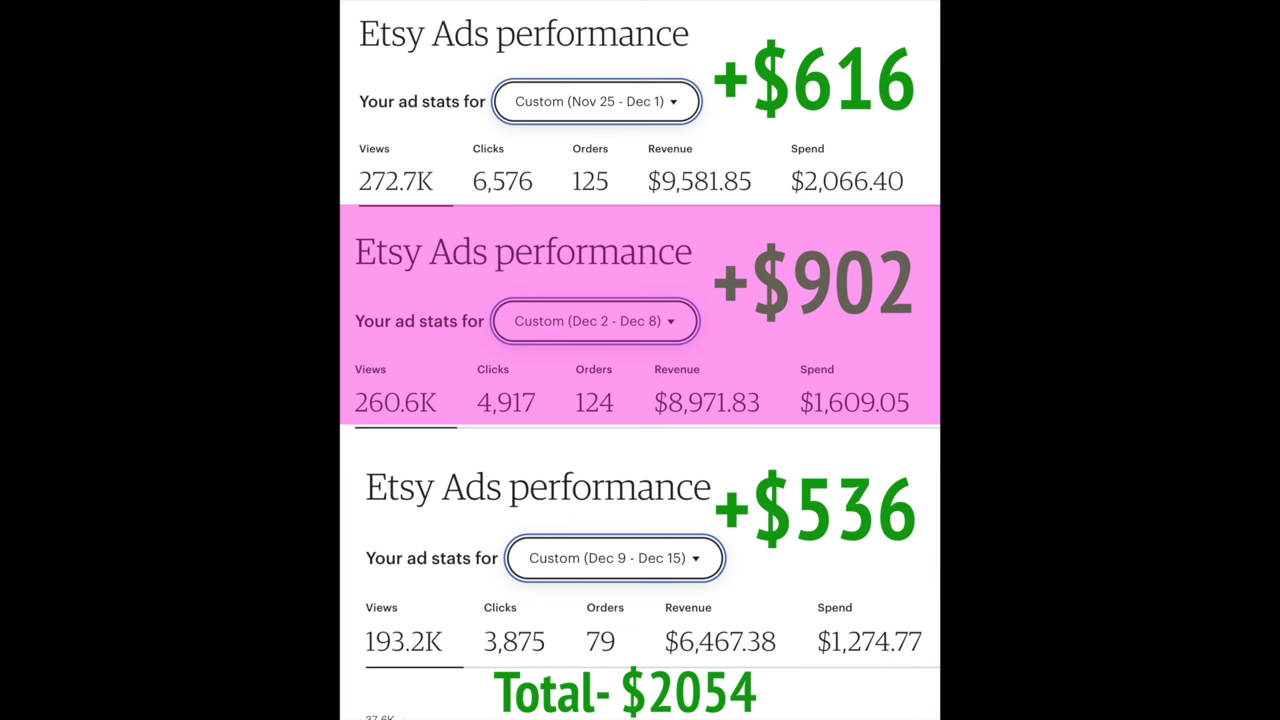 Etsy Ads performance
+$616
Your ad stats for Custom (Nov 25 - Dec 1)
Views Clicks Orders Revenue Spend
272.7K 6,576 125 $9,581.85 $2,066.40
Etsy Ads performance
+$902
Your ad stats for Custom (Dec 2 - Dec 8)
Views Clicks Orders Revenue Spend
260.6K 4,917 124 $8,971.83 $1,609.05
Etsy Ads performance
+$536
Your ad stats for Custom (Dec 9 - Dec 15)
Views Clicks Orders Revenue Spend
193.2K 3,875 79 $6,467.38 $1,274.77
Total- $2054